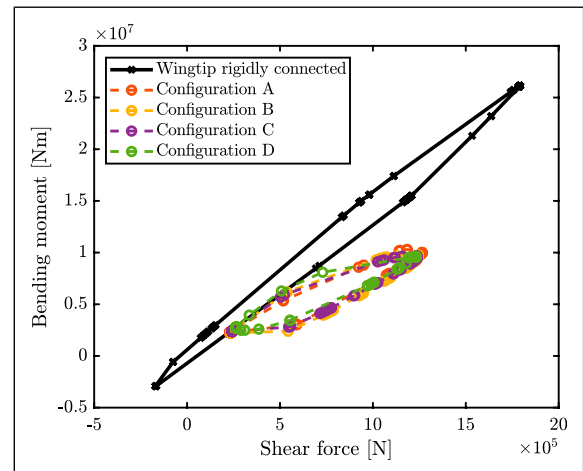 ×10^7
3
2.5
2
1.5
1
0.5
0
-0.5
Bending moment [Nm]
Wingtip rigidly connected
Configuration A
Configuration B
Configuration C
Configuration D
-5 0 5 10 15 20
Shear force [N]
×10^5